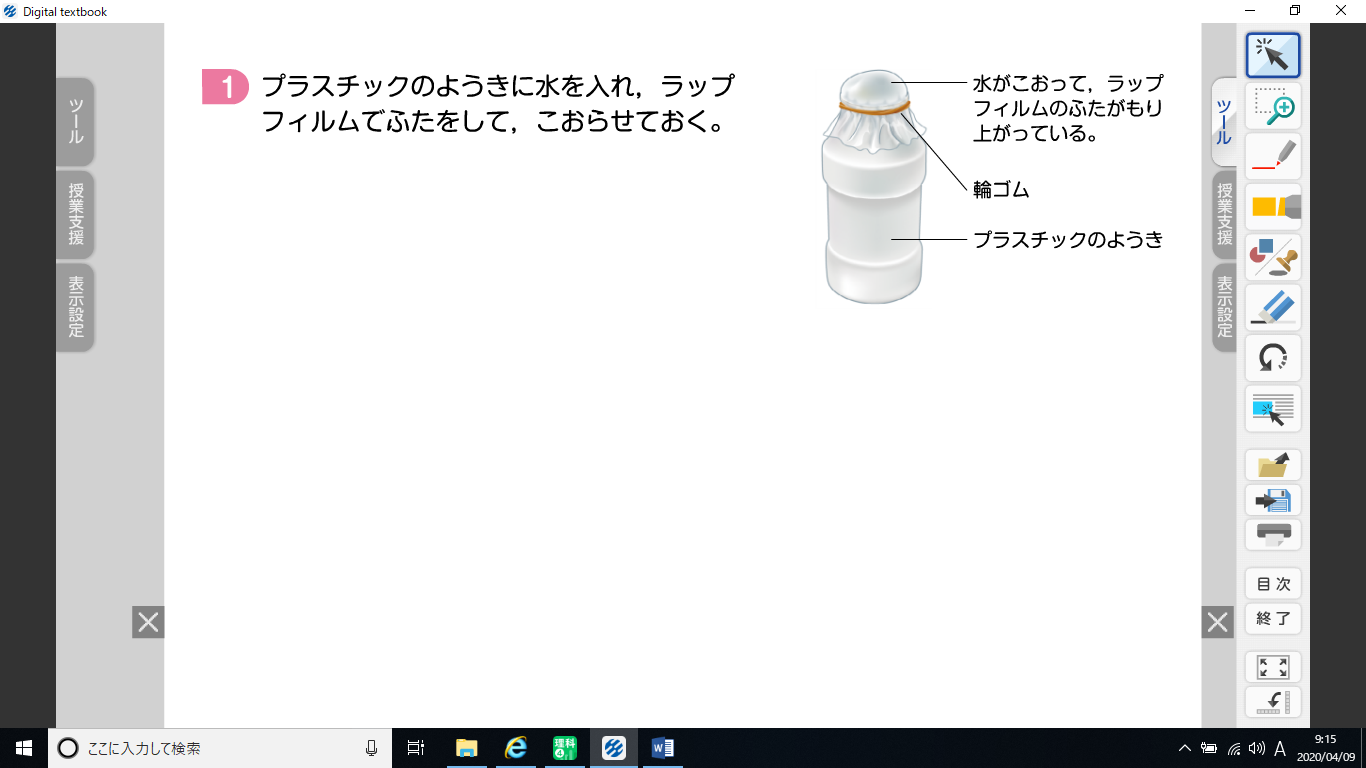 Digital textbook
ツール
授業支援
表示設定
1 プラスチックのようきに水を入れ，ラップ
フィルムでふたをして，こおらせておく。
水がこおって，ラップ
フィルムのふたがもり
上がっている。
輪ゴム
プラスチックのようき
ツール
授業支援
表示設定
目次
終了
ここに入力して検索
理科
4年
W
A
9:15
2020/04/09